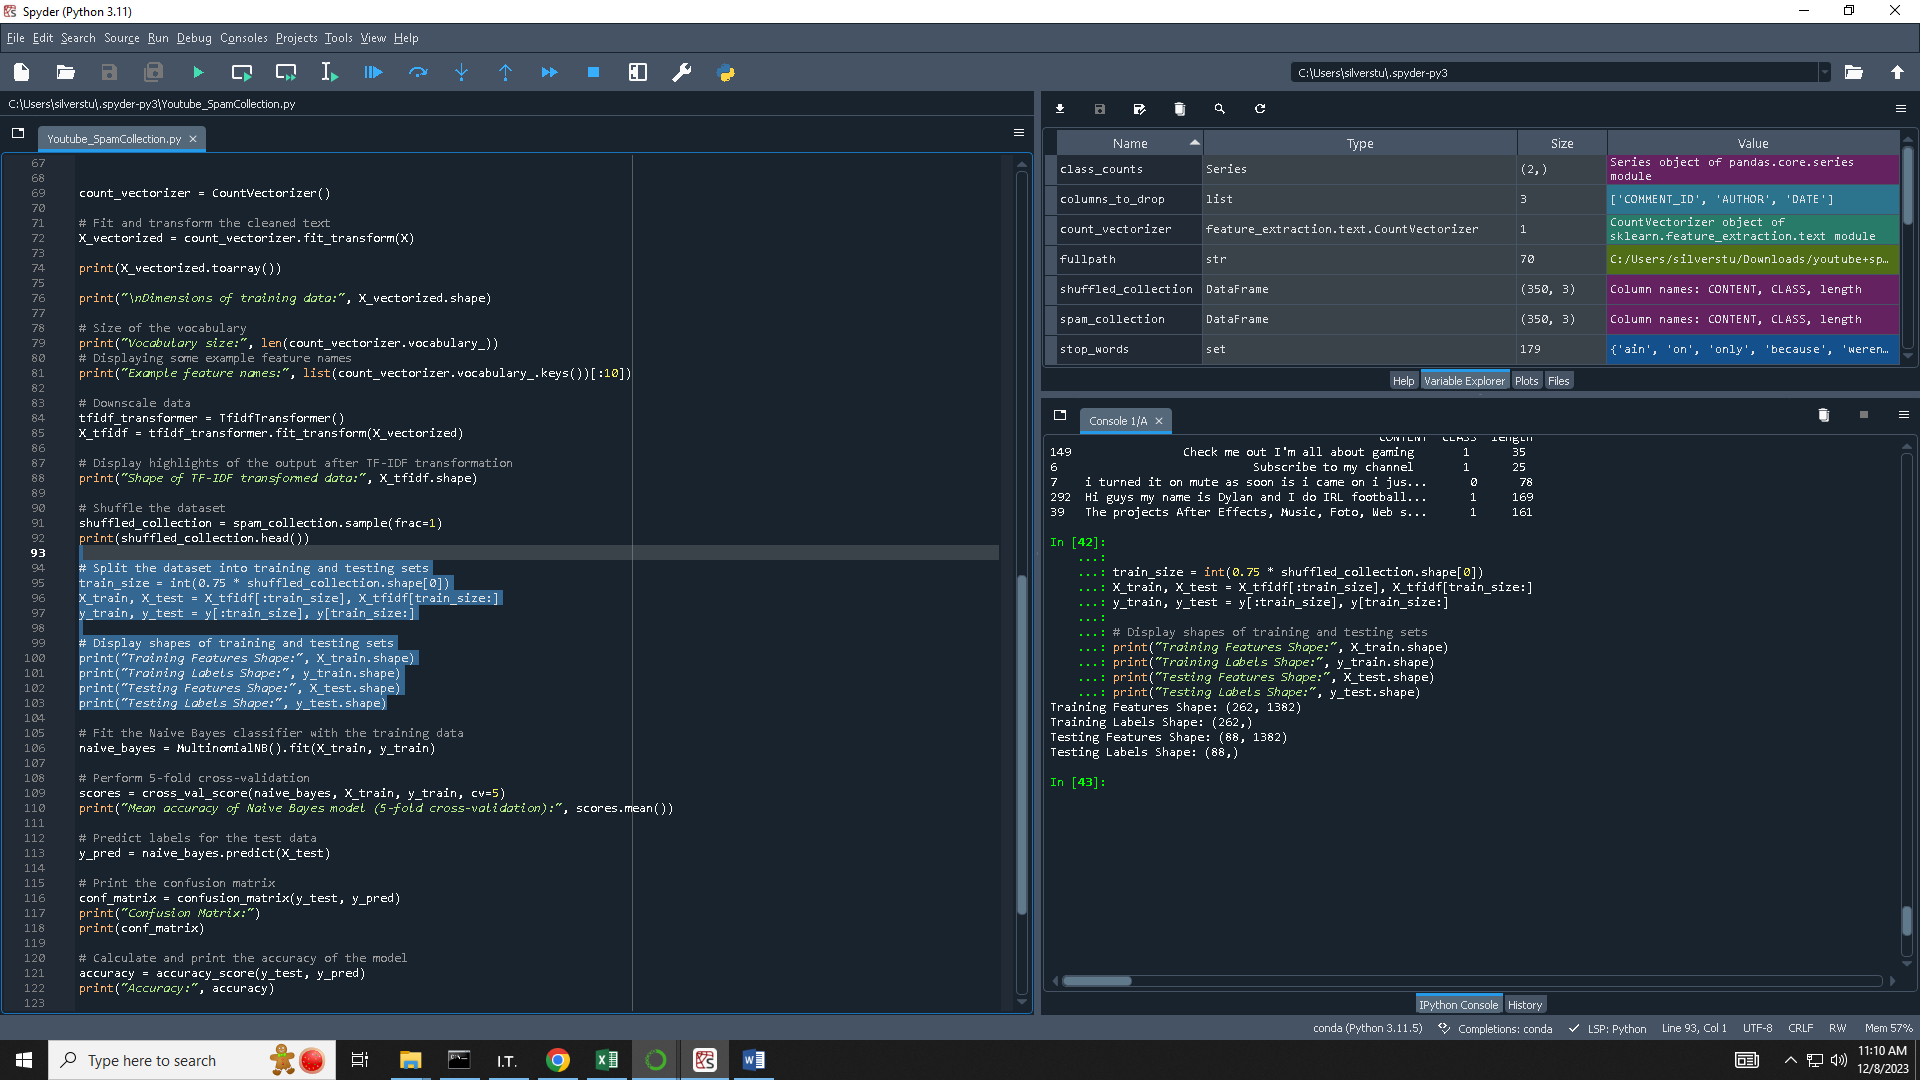 Spyder (Python 3.11)
File Edit Search Source Run Debug Consoles Projects Tools View Help
C:\Users\silverstu\.spyder-py3
C:\Users\silverstu\.spyder-py3\Youtube_SpamCollection.py
Youtube_SpamCollection.py
67
68
69 count_vectorizer = CountVectorizer()
70
71 # Fit and transform the cleaned text
72 X_vectorized = count_vectorizer.fit_transform(X)
73
74 print(X_vectorized.toarray())
75
76 print("\nDimensions of training data:", X_vectorized.shape)
77
78 # Size of the vocabulary
79 print("Vocabulary size:", len(count_vectorizer.vocabulary_))
80 # Displaying some example feature names
81 print("Example feature names:", list(count_vectorizer.vocabulary_.keys())[:10])
82
83 # Downscale data
84 tfidf_transformer = TfidfTransformer()
85 X_tfidf = tfidf_transformer.fit_transform(X_vectorized)
86
87 # Display highlights of the output after TF-IDF transformation
88 print("Shape of TF-IDF transformed data:", X_tfidf.shape)
89
90 # Shuffle the dataset
91 shuffled_collection = spam_collection.sample(frac=1)
92 print(shuffled_collection.head())
93
94 # Split the dataset into training and testing sets
95 train_size = int(0.75 * shuffled_collection.shape[0])
96 X_train, X_test = X_tfidf[:train_size], X_tfidf[train_size:]
97 y_train, y_test = y[:train_size], y[train_size:]
98
99 # Display shapes of training and testing sets
100 print("Training Features Shape:", X_train.shape)
101 print("Training Labels Shape:", y_train.shape)
102 print("Testing Features Shape:", X_test.shape)
103 print("Testing Labels Shape:", y_test.shape)
104
105 # Fit the Naive Bayes classifier with the training data
106 naive_bayes = MultinomialNB().fit(X_train, y_train)
107
108 # Perform 5-fold cross-validation
109 scores = cross_val_score(naive_bayes, X_train, y_train, cv=5)
110 print("Mean accuracy of Naive Bayes model (5-fold cross-validation):", scores.mean())
111
112 # Predict labels for the test data
113 y_pred = naive_bayes.predict(X_test)
114
115 # Print the confusion matrix
116 conf_matrix = confusion_matrix(y_test, y_pred)
117 print("Confusion Matrix:")
118 print(conf_matrix)
119
120 # Calculate and print the accuracy of the model
121 accuracy = accuracy_score(y_test, y_pred)
122 print("Accuracy:", accuracy)
123
Name Type Size Value
class_counts Series (2,) Series object of pandas.core.series module
columns_to_drop list 3 ['COMMENT_ID', 'AUTHOR', 'DATE']
count_vectorizer feature_extraction.text.CountVectorizer 1 CountVectorizer object of sklearn.feature_extraction.text module
fullpath str 70 C:/Users/silverstu/Downloads/youtube+sp…
shuffled_collection DataFrame (350, 3) Column names: CONTENT, CLASS, length
spam_collection DataFrame (350, 3) Column names: CONTENT, CLASS, length
stop_words set 179 {'ain', 'on', 'only', 'because', 'weren…
Help Variable Explorer Plots Files
Console 1/A
CONTENT CLASS length
149 Check me out I'm all about gaming 1 35
6 Subscribe to my channel 1 25
7 i turned it on mute as soon is i came on i jus... 0 78
292 Hi guys my name is Dylan and I do IRL football... 1 169
39 The projects After Effects, Music, Foto, Web s... 1 161
In [42]:
...:
...: train_size = int(0.75 * shuffled_collection.shape[0])
...: X_train, X_test = X_tfidf[:train_size], X_tfidf[train_size:]
...: y_train, y_test = y[:train_size], y[train_size:]
...:
...: # Display shapes of training and testing sets
...: print("Training Features Shape:", X_train.shape)
...: print("Training Labels Shape:", y_train.shape)
...: print("Testing Features Shape:", X_test.shape)
...: print("Testing Labels Shape:", y_test.shape)
Training Features Shape: (262, 1382)
Training Labels Shape: (262,)
Testing Features Shape: (88, 1382)
Testing Labels Shape: (88,)
In [43]:
IPython Console History
conda (Python 3.11.5) Completions: conda LSP: Python Line 93, Col 1 UTF-8 CRLF RW Mem 57%
Type here to search
I.T.
11:10 AM
12/8/2023